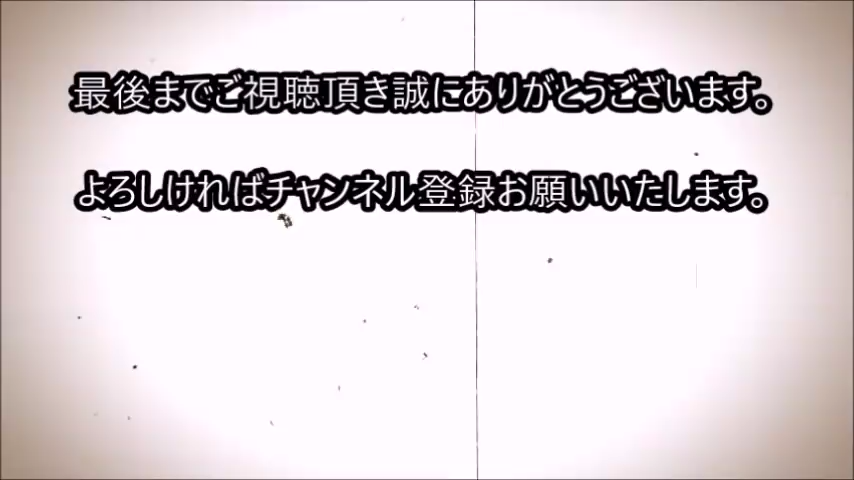 最後までご視聴頂き誠にありがとうございます。
よろしければチャンネル登録お願いいたします。